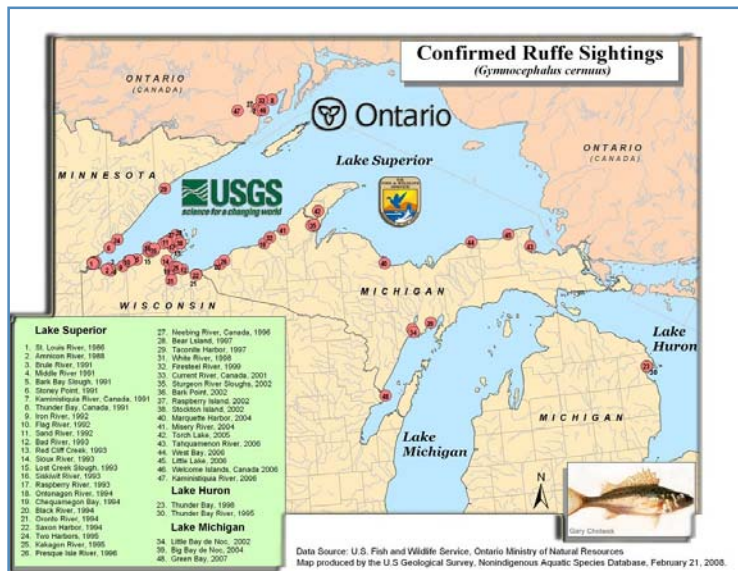 Confirmed Ruffe Sightings
(Gymnocephalus cernuus)
ONTARIO
(CANADA)
Ontario
ONTARIO
(CANADA)
Lake Superior
MINNESOTA
USGS
science for a changing world
MICHIGAN
WISCONSIN
Lake
Huron
MICHIGAN
Lake
Michigan
N
Gary Cholwek
Lake Superior
1. St. Louis River, 1986
2. Amnicon River, 1988
3. Brule River, 1991
4. Middle River 1991
5. Bark Bay Slough, 1991
6. Stoney Point, 1991
7. Kaministiquia River, Canada, 1991
8. Thunder Bay, Canada, 1991
9. Iron River, 1992
10. Flag River, 1992
11. Sand River, 1992
12. Bad River, 1993
13. Red Cliff Creek, 1993
14. Sioux River, 1993
15. Lost Creek Slough, 1993
16. Siskiwit River, 1993
17. Raspberry River, 1993
18. Ontonagon River, 1994
19. Chequamegon Bay, 1994
20. Black River, 1994
21. Oronto River, 1994
22. Saxon Harbor, 1994
24. Two Harbors, 1995
25. Kakagon River, 1995
26. Presque Isle River, 1996
27. Neebing River, Canada, 1996
28. Bear Island, 1997
29. Taconite Harbor, 1997
31. White River, 1998
32. Firesteel River, 1999
33. Current River, Canada, 2001
35. Sturgeon River Sloughs, 2002
36. Bark Point, 2002
37. Raspberry Island, 2002
38. Stockton Island, 2002
40. Marquette Harbor, 2004
41. Misery River, 2004
42. Torch Lake, 2005
43. Tahquamenon River, 2006
44. West Bay, 2006
45. Little Lake, 2006
46. Welcome Islands, Canada 2006
47. Kaministiquia River, 2006
Lake Huron
23. Thunder Bay, 1998
30. Thunder Bay River, 1995
Lake Michigan
34. Little Bay de Noc, 2002
39. Big Bay de Noc, 2004
48. Green Bay, 2007
Data Source: U.S. Fish and Wildlife Service, Ontario Ministry of Natural Resources
Map produced by the U.S Geological Survey, Nonindigenous Aquatic Species Database, February 21, 2008.